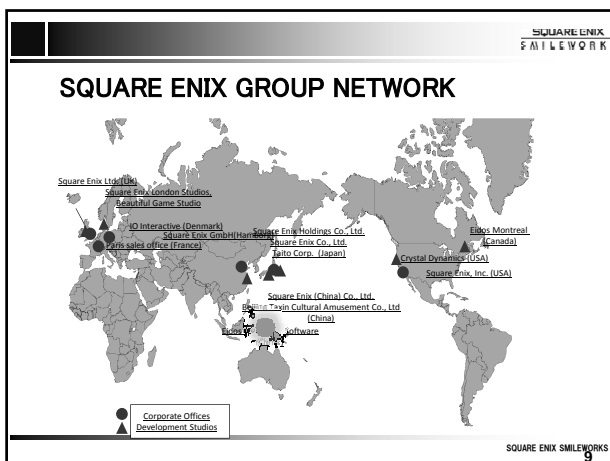 SQUARE ENIX
SMILEWORK
SQUARE ENIX GROUP NETWORK
Square Enix Ltd. (UK)
Square Enix London Studios,
Beautiful Game Studio
IO Interactive (Denmark)
Square Enix GmbH(Hamburg)
Paris sales office (France)
Square Enix Holdings Co., Ltd.
Square Enix Co., Ltd.
Taito Corp. (Japan)
Eidos Montreal
(Canada)
Crystal Dynamics (USA)
Square Enix, Inc. (USA)
Square Enix (China) Co., Ltd.
Beijing Taxin Cultural Amusement Co., Ltd
(China)
Eidos
Software
Corporate Offices
Development Studios
SQUARE ENIX SMILEWORKS
9